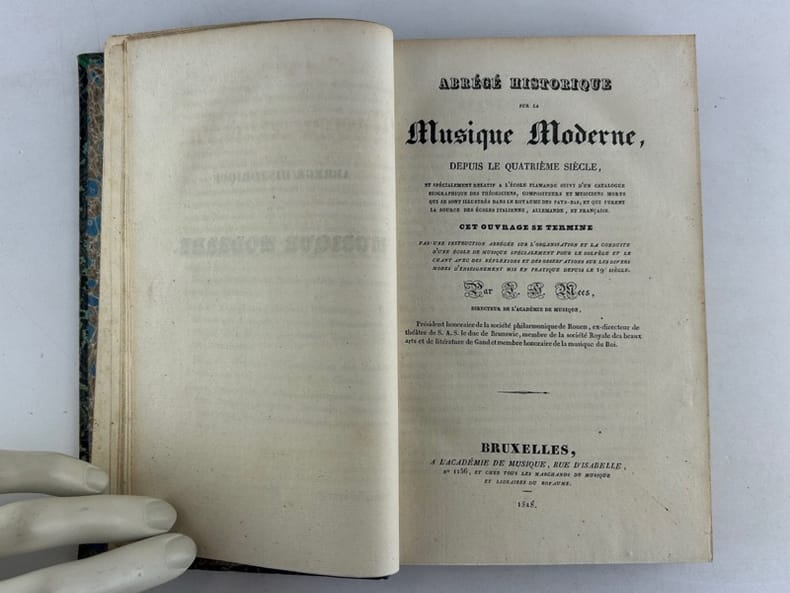 ABRÉGÉ HISTORIQUE
SUR LA
Musique Moderne,
DEPUIS LE QUATRIÈME SIÈCLE,
ET SPÉCIALEMENT RELATIF A L'ÉCOLE FLAMANDE SUIVI D'UN CATALOGUE
BIOGRAPHIQUE DES THÉORICIENS, COMPOSITEURS ET MUSICIENS MORTS
QUI SE SONT ILLUSTRÉS DANS LE ROYAUME DES PAYS-BAS, ET QUI FURENT
LA SOURCE DES ÉCOLES ITALIENNE, ALLEMANDE, ET FRANÇAISE.
CET OUVRAGE SE TERMINE
PAR UNE INSTRUCTION ABRÉGÉE SUR L'ORGANISATION ET LA CONDUITE
D'UNE ÉCOLE DE MUSIQUE SPÉCIALEMENT POUR LE SOLFÈGE ET LE
CHANT AVEC DES RÉFLEXIONS ET DES OBSERVATIONS SUR LES DIVERS
MODES D'ENSEIGNEMENT MIS EN PRATIQUE DEPUIS LE 19e SIÈCLE.
Par Mees,
DIRECTEUR DE L'ACADÉMIE DE MUSIQUE,
Président honoraire de la société philarmonique de Rouen, ex-directeur de
théâtre de S. A. S. le duc de Brunswic, membre de la société Royale des beaux
arts et de litérature de Gand et membre honoraire de la musique du Roi.
BRUXELLES,
A L'ACADÉMIE DE MUSIQUE, RUE D'ISABELLE,
No 1156, ET CHEZ TOUS LES MARCHANDS DE MUSIQUE
ET LIBRAIRES DU ROYAUME.
1828.